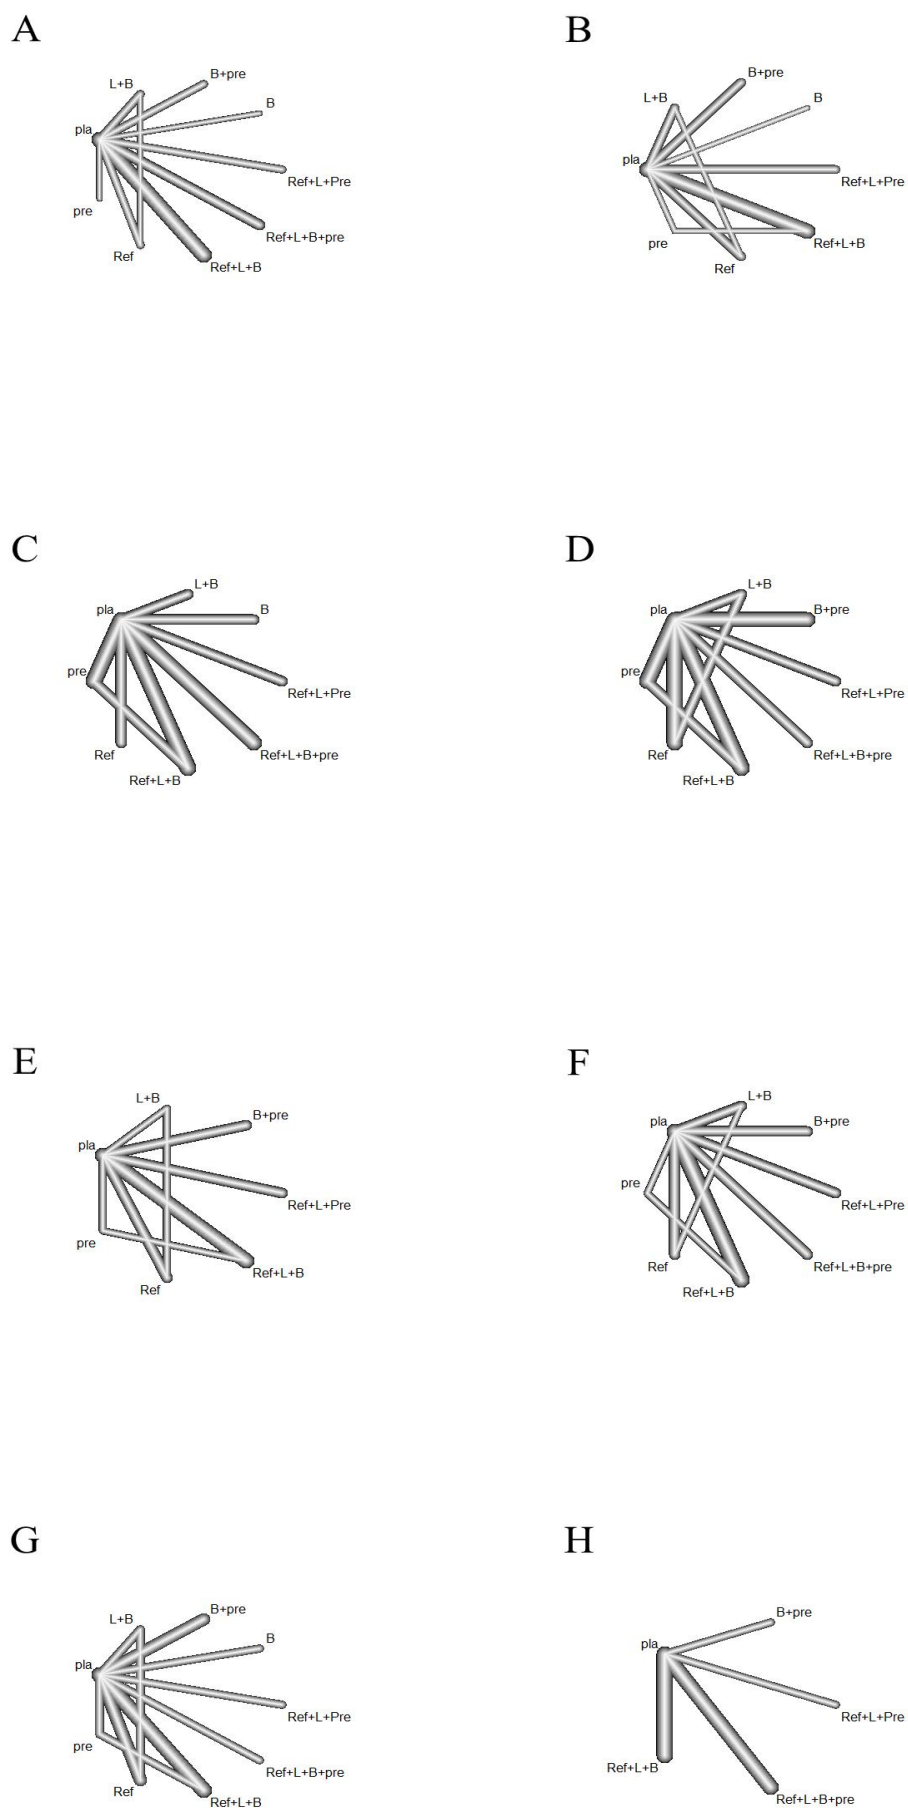 A
B
L+B
B+pre
B
pla
Ref+L+Pre
pre
Ref+L+B+pre
Ref
Ref+L+B
B+pre
L+B
B
pla
Ref+L+Pre
pre
Ref+L+B
Ref
C
D
L+B
pla
B
pre
Ref+L+Pre
Ref
Ref+L+B+pre
Ref+L+B
L+B
pla
B+pre
pre
Ref+L+Pre
Ref
Ref+L+B+pre
Ref+L+B
E
F
L+B
B+pre
pla
Ref+L+Pre
pre
Ref+L+B
Ref
L+B
pla
B+pre
pre
Ref+L+Pre
Ref
Ref+L+B+pre
Ref+L+B
G
H
L+B
B+pre
B
pla
Ref+L+Pre
pre
Ref+L+B+pre
Ref
Ref+L+B
B+pre
pla
Ref+L+Pre
Ref+L+B
Ref+L+B+pre